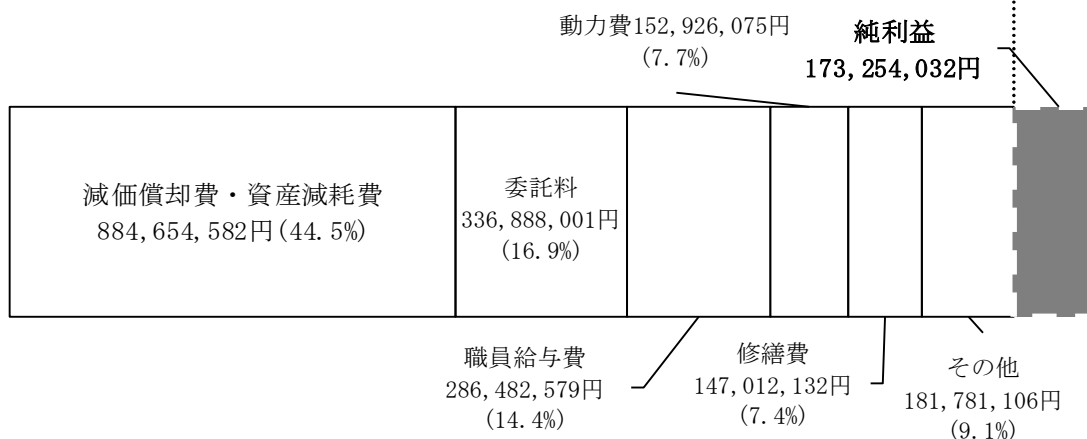 動力費152,926,075円
(7.7%)
純利益
173,254,032円
減価償却費・資産減耗費
884,654,582円(44.5%)
委託料
336,888,001円
(16.9%)
職員給与費
286,482,579円
(14.4%)
修繕費
147,012,132円
(7.4%)
その他
181,781,106円
(9.1%)